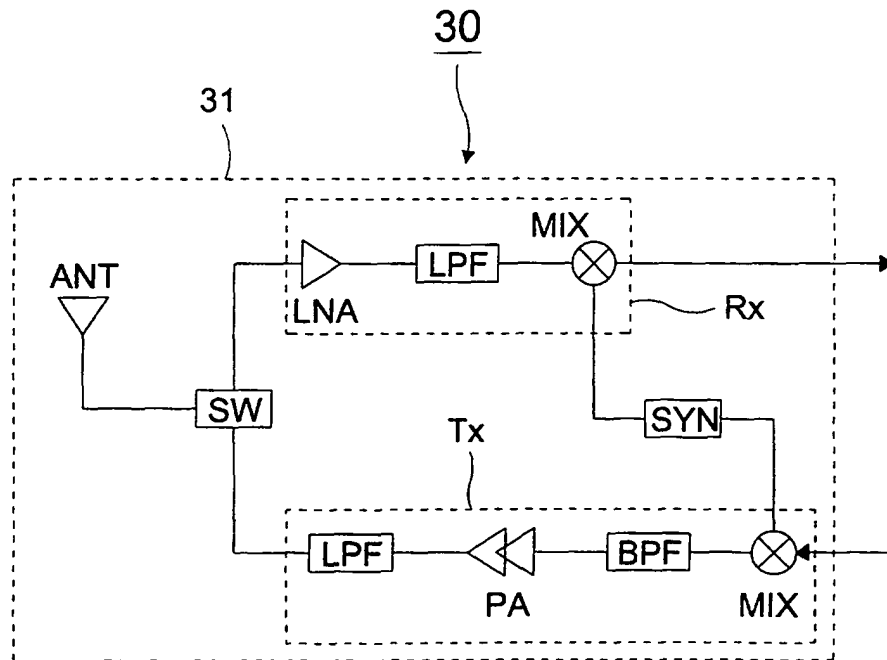 30
31
MIX
ANT
LPF
LNA
Rx
SW
SYN
Tx
LPF
BPF
PA
MIX